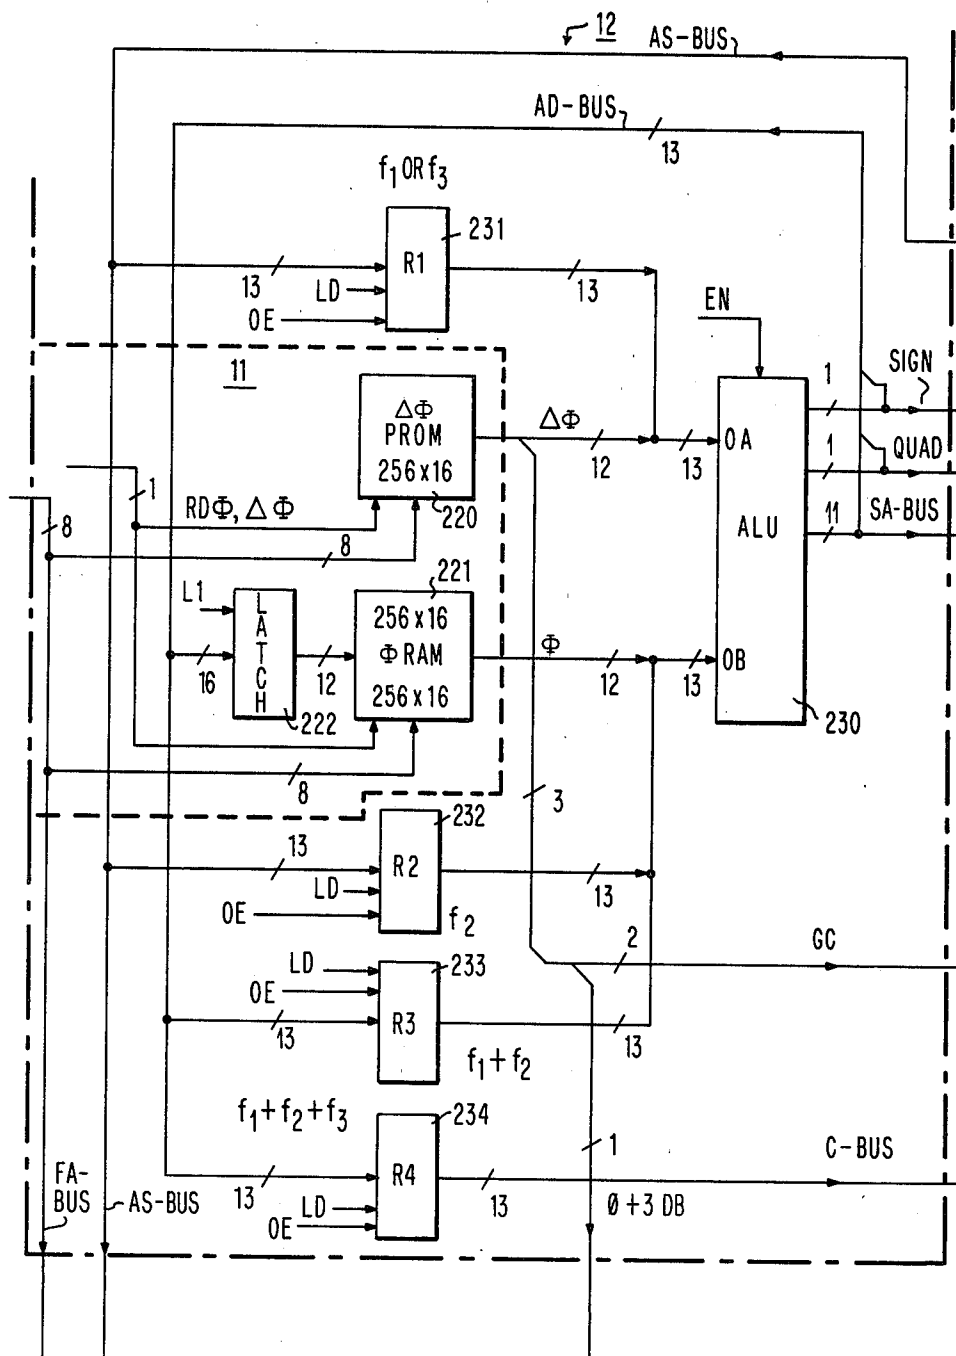 12
AS-BUS
AD-BUS
13
f1 OR f3
231
R1
13
LD
OE
13
EN
11
ΔΦ
PROM
256x16
220
ΔΦ
12
13
OA
1
SIGN
1
QUAD
11
SA-BUS
ALU
1
8
RDΦ, ΔΦ
8
221
L1
LATCH
16
12
222
256x16
Φ RAM
256x16
Φ
12
13
OB
230
8
3
232
13
R2
LD
OE
f2
13
2
GC
233
LD
OE
13
R3
13
f1+f2
f1+f2+f3
234
R4
13
LD
OE
13
1
C-BUS
Ø+3 DB
FA-
BUS
AS-BUS